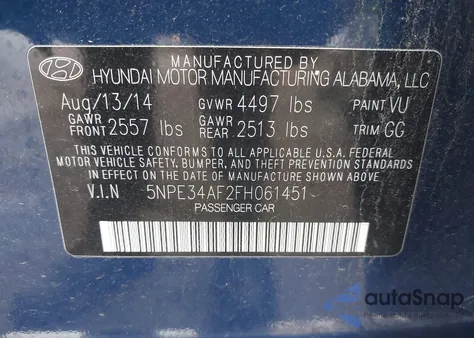 MANUFACTURED BY
HYUNDAI MOTOR MANUFACTURING ALABAMA, LLC
Aug/13/14 GVWR 4497 lbs PAINT VU
GAWR FRONT 2557 lbs GAWR REAR 2513 lbs TRIM GG
THIS VEHICLE CONFORMS TO ALL APPLICABLE U.S.A. FEDERAL
MOTOR VEHICLE SAFETY, BUMPER, AND THEFT PREVENTION STANDARDS
IN EFFECT ON THE DATE OF MANUFACTURE SHOWN ABOVE.
V.I.N 5NPE34AF2FH061451
PASSENGER CAR
autoSnap